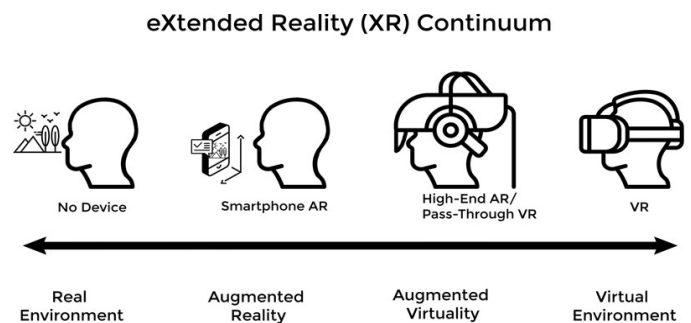 eXtended Reality (XR) Continuum
No Device
Smartphone AR
High-End AR/
Pass-Through VR
VR
Real
Environment
Augmented
Reality
Augmented
Virtuality
Virtual
Environment